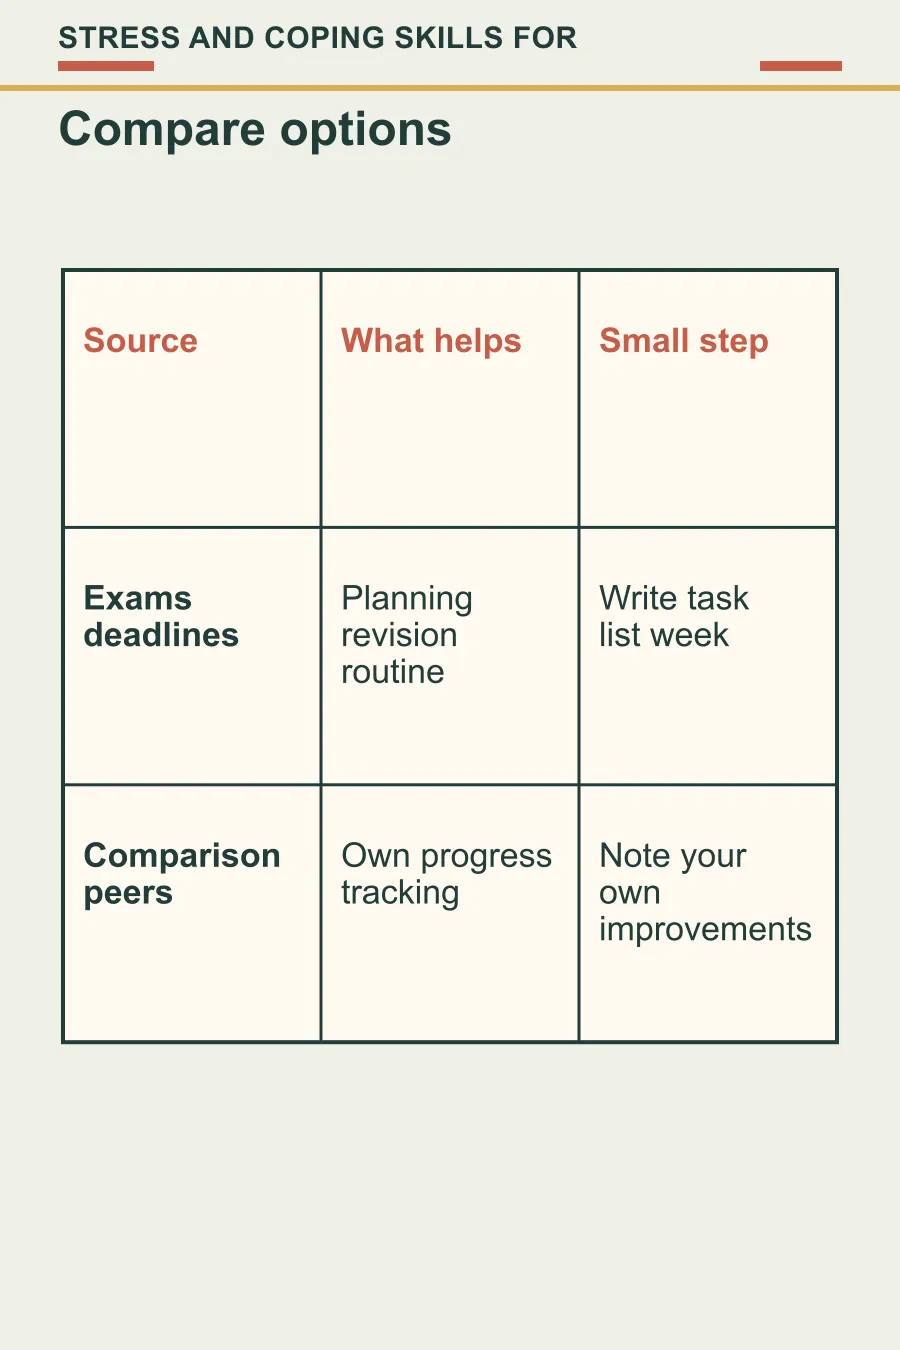 STRESS AND COPING SKILLS FOR
Compare options
Source
What helps
Small step
Exams
deadlines
Planning
revision
routine
Write task
list week
Comparison
peers
Own progress
tracking
Note your
own
improvements